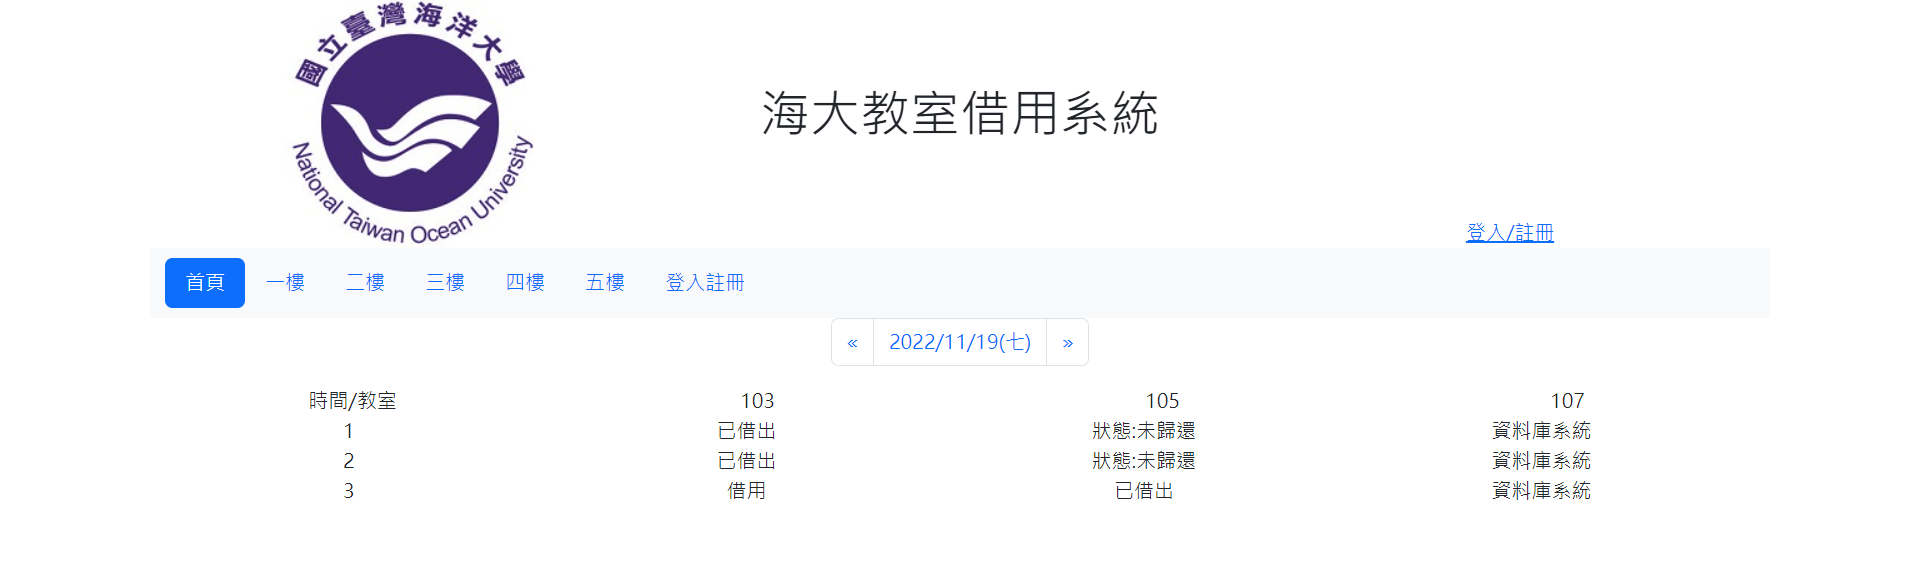 國立臺灣海洋大學
National Taiwan Ocean University
海大教室借用系統
登入/註冊
首頁 一樓 二樓 三樓 四樓 五樓 登入註冊
« 2022/11/19(七) »
時間/教室 103 105 107
1 已借出 狀態:未歸還 資料庫系統
2 已借出 狀態:未歸還 資料庫系統
3 借用 已借出 資料庫系統